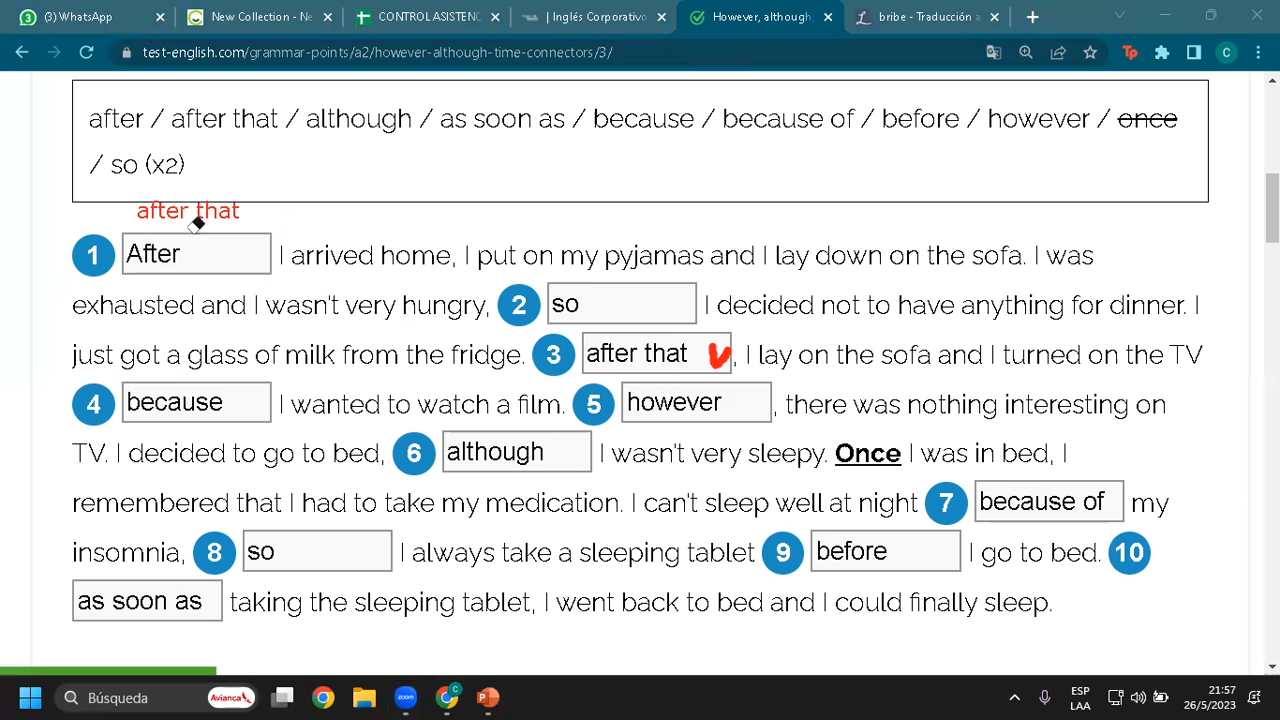 (3) WhatsApp
New Collection - Ne
CONTROL ASISTENC
| Inglés Corporativo
However, although,
bribe - Traducción a
test-english.com/grammar-points/a2/however-although-time-connectors/3/
Tp
C
after / after that / although / as soon as / because / because of / before / however / once
/ so (x2)
after that
1 After I arrived home, I put on my pyjamas and I lay down on the sofa. I was
exhausted and I wasn't very hungry, 2 so I decided not to have anything for dinner. I
just got a glass of milk from the fridge. 3 after that , I lay on the sofa and I turned on the TV
4 because I wanted to watch a film. 5 however , there was nothing interesting on
TV. I decided to go to bed, 6 although I wasn't very sleepy. Once I was in bed, I
remembered that I had to take my medication. I can't sleep well at night 7 because of my
insomnia, 8 so I always take a sleeping tablet 9 before I go to bed. 10
as soon as taking the sleeping tablet, I went back to bed and I could finally sleep.
Búsqueda
Avianca
ESP
LAA
21:57
26/5/2023